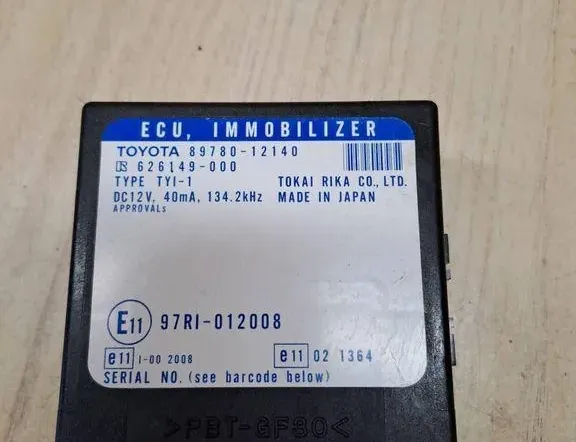 ECU, IMMOBILIZER
TOYOTA 89780-12140
626149-000
TYPE TYI-1 TOKAI RIKA CO., LTD.
DC12V, 40mA, 134.2kHz MADE IN JAPAN
APPROVALs
E11 97RI-012008
e11 1-00 2008 e11 02 1364
SERIAL NO. (see barcode below)
>PBT-GF30<